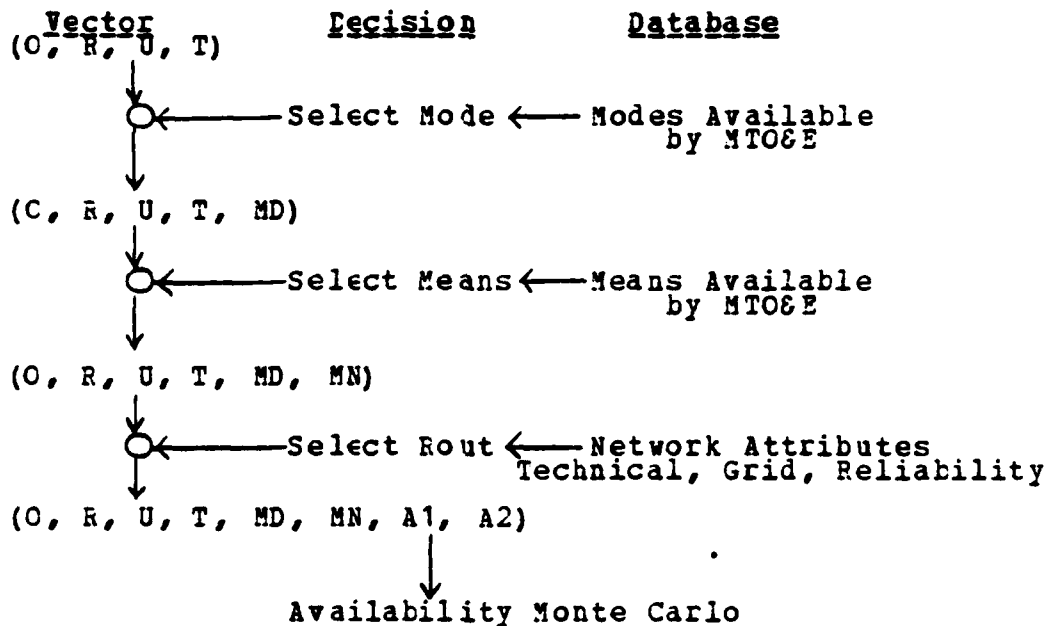 Vector Decision Database
(O, R, U, T)
Select Mode Modes Available
by MTO&E
(C, R, U, T, MD)
Select Means Means Available
by MTO&E
(O, R, U, T, MD, MN)
Select Rout Network Attributes
Technical, Grid, Reliability
(O, R, U, T, MD, MN, A1, A2)
Availability Monte Carlo